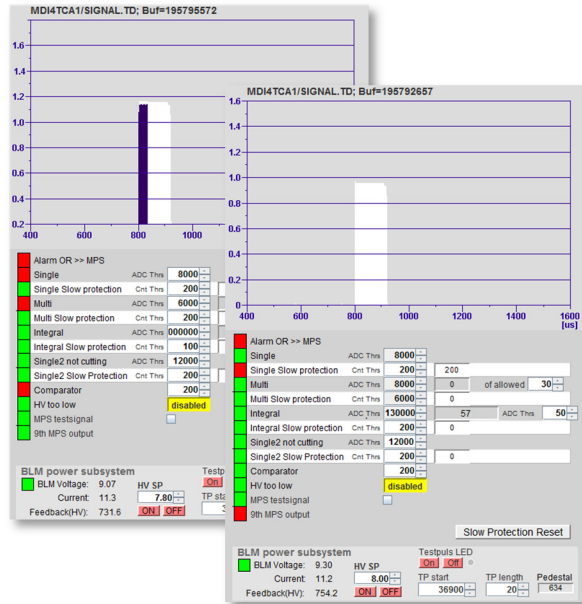 MDI4TCA1/SIGNAL.TD; Buf=195795572
1.6
1.4
1.2
1.0
0.8
0.6
0.4
0.2
400 600 800 1000
Alarm OR >> MPS
Single ADC Thrs 8000
Single Slow protection Cnt Thrs 200
Multi ADC Thrs 6000
Multi Slow protection Cnt Thrs 200
Integral ADC Thrs 000000
Integral Slow protection Cnt Thrs 100
Single2 not cutting ADC Thrs 12000
Single2 Slow Protection Cnt Thrs 200
Comparator 200
HV too low disabled
MPS testsignal
9th MPS output
BLM power subsystem Testp
BLM Voltage: 9.07 HV SP On
Current: 11.3 7.80 TP sta
Feedback(HV): 731.6 ON OFF 3
MDI4TCA1/SIGNAL.TD; Buf=195792657
1.6
1.4
1.2
1.0
0.8
0.6
0.4
0.2
0
400 600 800 1000 1200 1400 1600
[us]
Alarm OR >> MPS
Single ADC Thrs 8000
Single Slow protection Cnt Thrs 200 200
Multi ADC Thrs 8000 0 of allowed 30
Multi Slow protection Cnt Thrs 6000 0
Integral ADC Thrs 130000 57 ADC Thrs 50
Integral Slow protection Cnt Thrs 200 0
Single2 not cutting ADC Thrs 12000
Single2 Slow Protection Cnt Thrs 200 0
Comparator 200
HV too low disabled
MPS testsignal
9th MPS output
Slow Protection Reset
BLM power subsystem Testpuls LED
BLM Voltage: 9.30 HV SP On Off
Current: 11.2 8.00 TP start TP length Pedestal
Feedback(HV): 754.2 ON OFF 36900 20 634